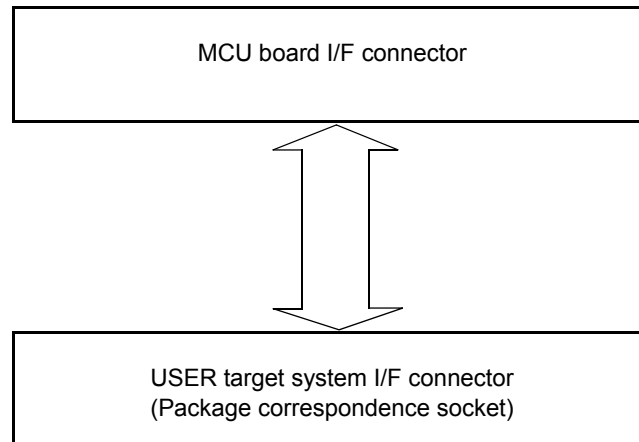 MCU board I/F connector
USER target system I/F connector
(Package correspondence socket)